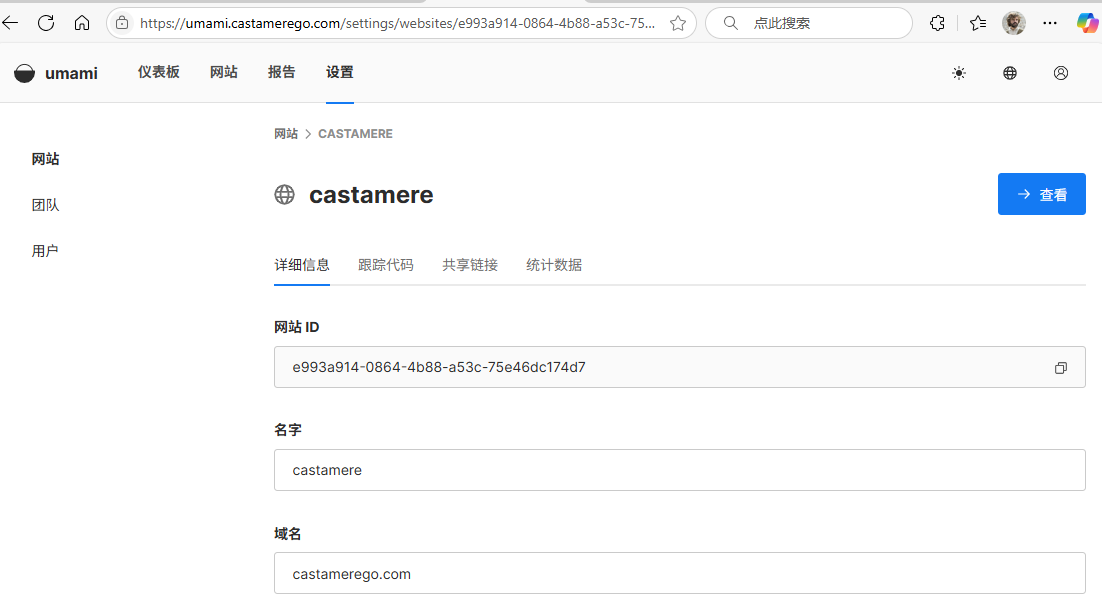 https://umami.castamerego.com/settings/websites/e993a914-0864-4b88-a53c-75...
点此搜索
umami 仪表板 网站 报告 设置
网站 > CASTAMERE
网站
castamere
查看
团队
用户
详细信息 跟踪代码 共享链接 统计数据
网站 ID
e993a914-0864-4b88-a53c-75e46dc174d7
名字
castamere
域名
castamerego.com